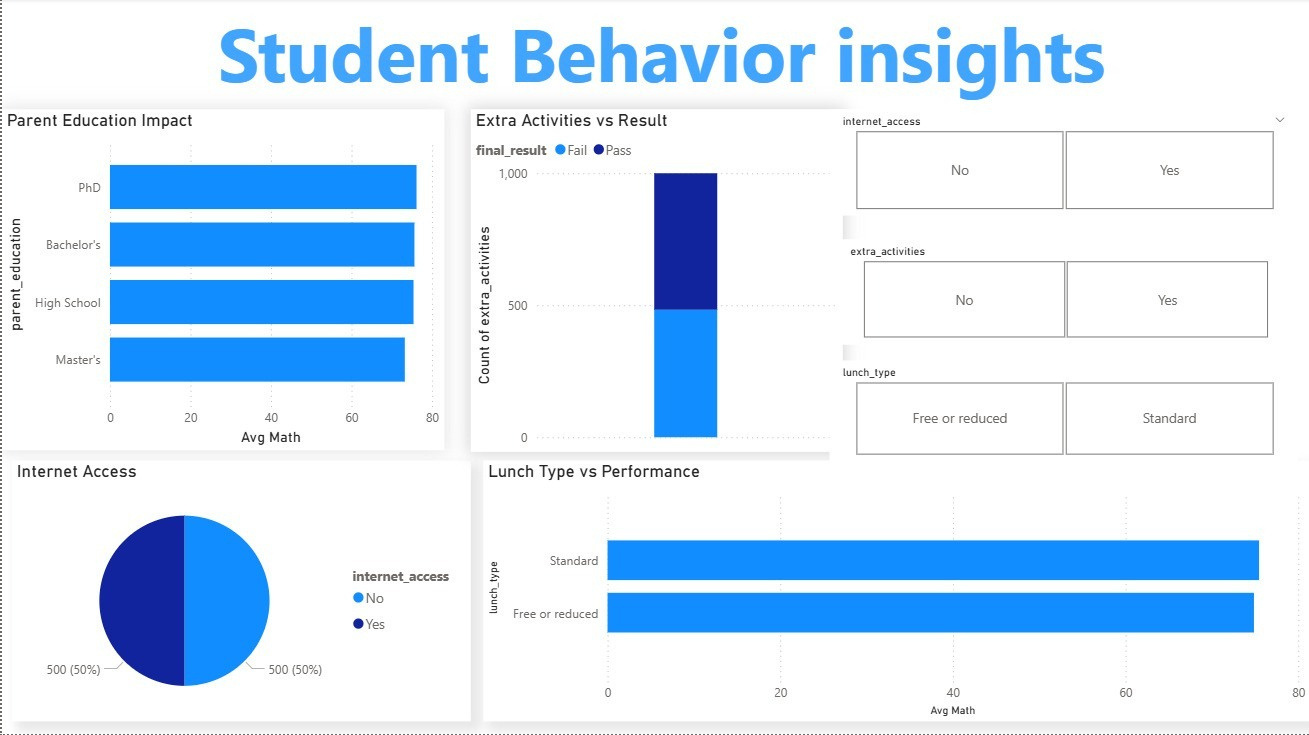 Student Behavior insights
Parent Education Impact
parent_education
PhD
Bachelor's
High School
Master's
0 20 40 60 80
Avg Math
Extra Activities vs Result
final_result Fail Pass
Count of extra_activities
1,000
500
0
internet_access
No Yes
extra_activities
No Yes
lunch_type
Free or reduced Standard
Internet Access
500 (50%) 500 (50%)
internet_access
No
Yes
Lunch Type vs Performance
lunch_type
Standard
Free or reduced
0 20 40 60 80
Avg Math